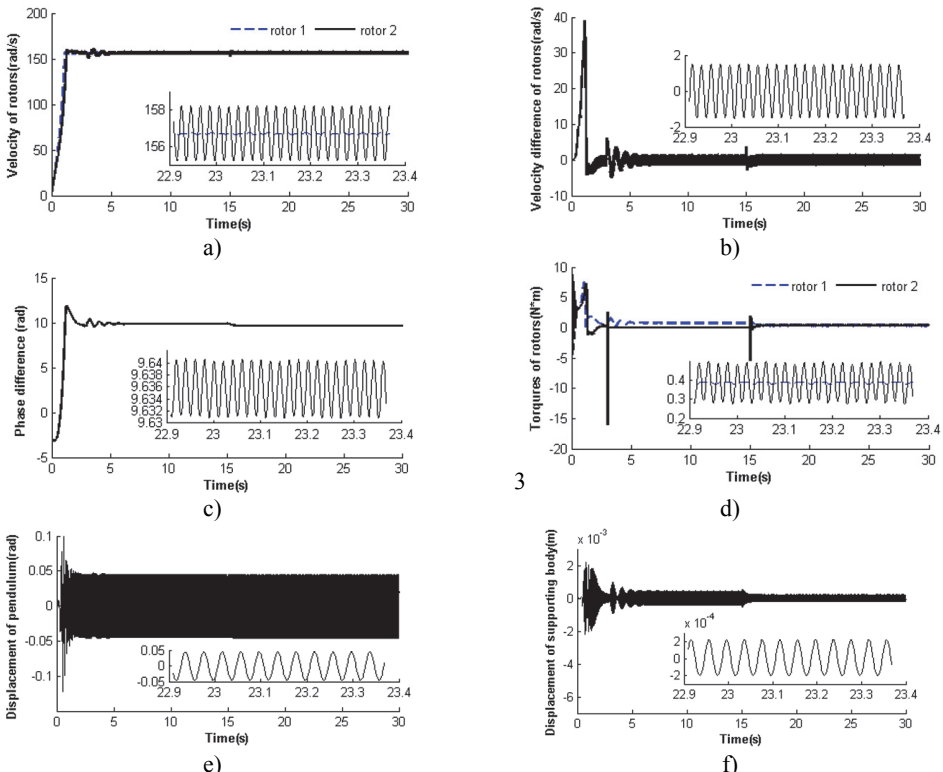 200
150
100
50
0
Velocity of rotors(rad/s)
rotor 1
rotor 2
158
156
22.9 23 23.1 23.2 23.3 23.4
0 5 10 15 20 25 30
Time(s)
a)
40
30
20
10
0
-10
Velocity difference of rotors(rad/s)
2
0
-2
22.9 23 23.1 23.2 23.3 23.4
0 5 10 15 20 25 30
Time(s)
b)
15
10
5
0
-5
Phase difference (rad)
9.64
9.638
9.636
9.634
9.632
9.63
22.9 23 23.1 23.2 23.3 23.4
0 5 10 15 20 25 30
Time(s)
c)
10
5
0
-5
-10
-15
-20
Torqures of rotors(N*m)
rotor 1
rotor 2
0.4
0.3
0.2
22.9 23 23.1 23.2 23.3 23.4
0 5 10 15 20 25 30
Time(s)
3
d)
0.1
0.05
0
-0.05
-0.1
Displacement of pendulum(rad)
0.05
0
-0.05
22.9 23 23.1 23.2 23.3 23.4
0 5 10 15 20 25 30
Time(s)
e)
x 10⁻³
2
0
-2
-4
-6
Displacement of supporting body(m)
x 10⁻⁴
2
0
-2
22.9 23 23.1 23.2 23.3 23.4
0 5 10 15 20 25 30
Time(s)
f)